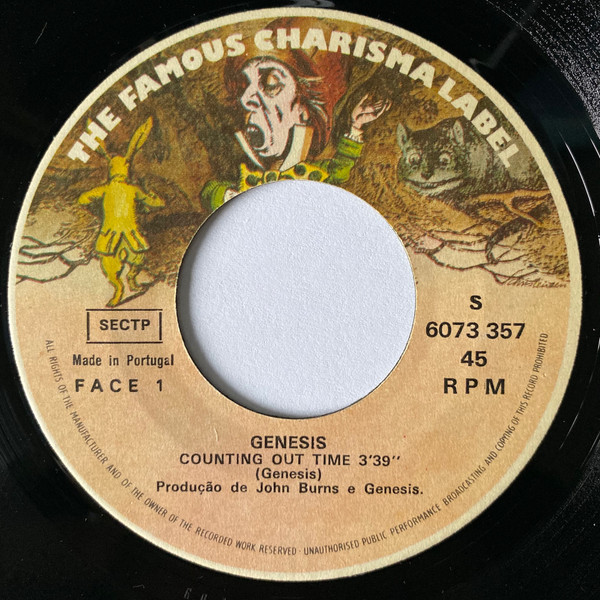 THE FAMOUS CHARISMA LABEL
SECTP
Made in Portugal
FACE 1
S
6073 357
45
RPM
GENESIS
COUNTING OUT TIME 3'39''
(Genesis)
Produção de John Burns e Genesis.
ALL RIGHTS OF THE MANUFACTURER AND OF THE OWNER OF THE RECORDED WORK RESERVED · UNAUTHORISED PUBLIC PERFORMANCE BROADCASTING AND COPYING OF THIS RECORD PROHIBITED